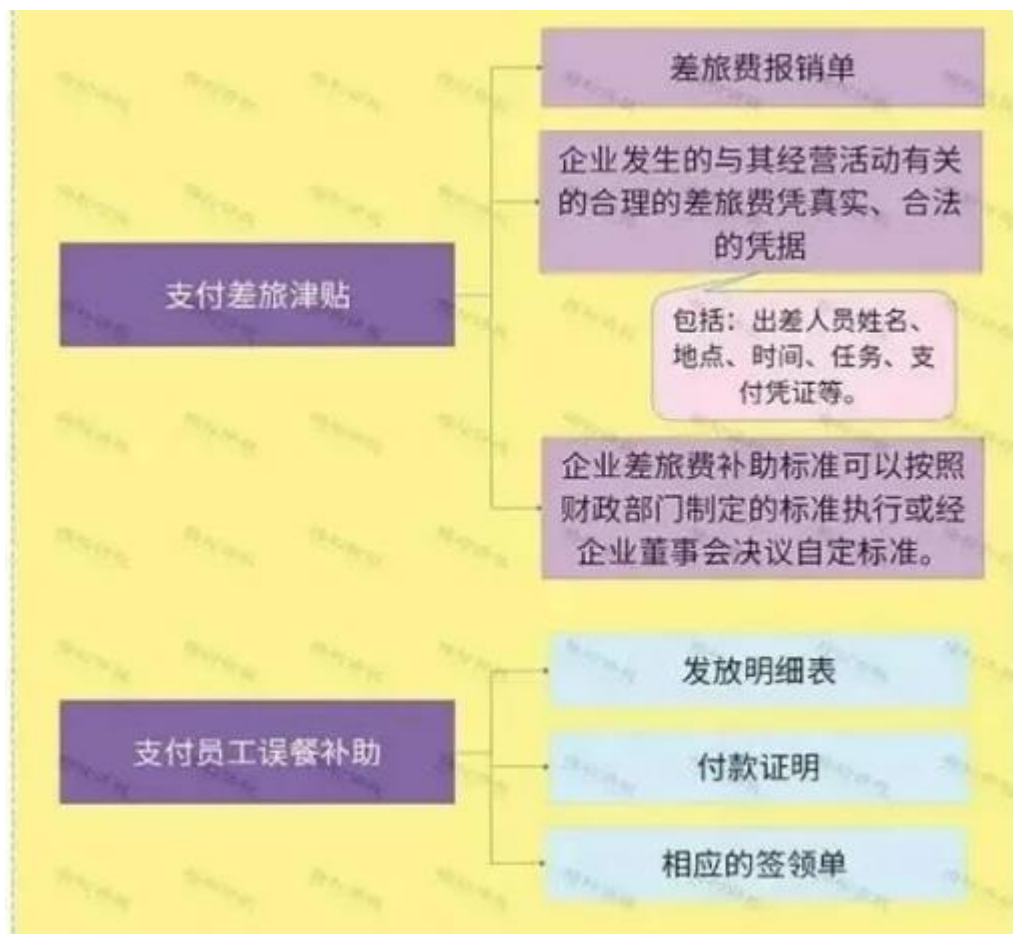 差旅费报销单
企业发生的与其经营活动有关
的合理的差旅费凭真实、合法
的凭据
支付差旅津贴
包括：出差人员姓名、
地点、时间、任务、支
付凭证等。
企业差旅费补助标准可以按照
财政部门制定的标准执行或经
企业董事会决议自定标准。
发放明细表
支付员工误餐补助
付款证明
相应的签领单